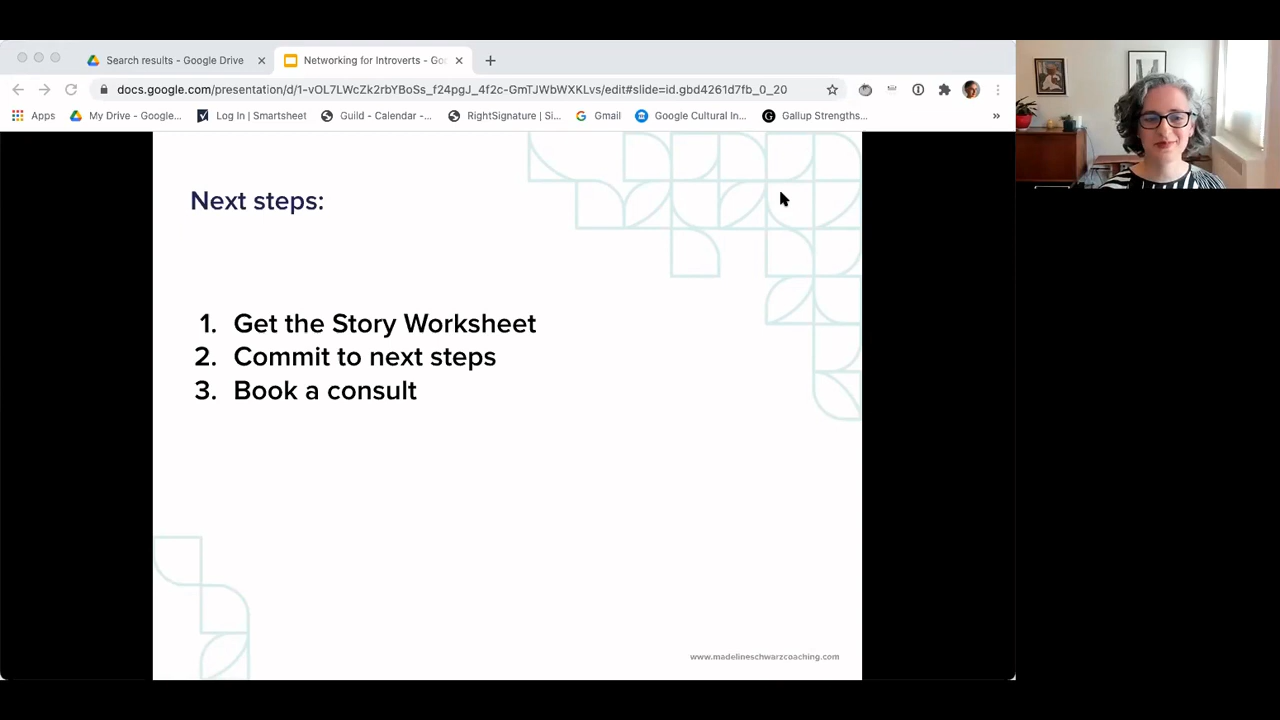 Search results - Google Drive
Networking for Introverts - Go
docs.google.com/presentation/d/1-vOL7LWcZk2rbYBoSs_f24pgJ_4f2c-GmTJWbWXKLvs/edit#slide=id.gbd4261d7fb_0_20
Apps My Drive - Google... Log In | Smartsheet Guild - Calendar -... RightSignature | Si... Gmail Google Cultural In... Gallup Strengths... »
Next steps:
1. Get the Story Worksheet
2. Commit to next steps
3. Book a consult
www.madelineschwarzcoaching.com